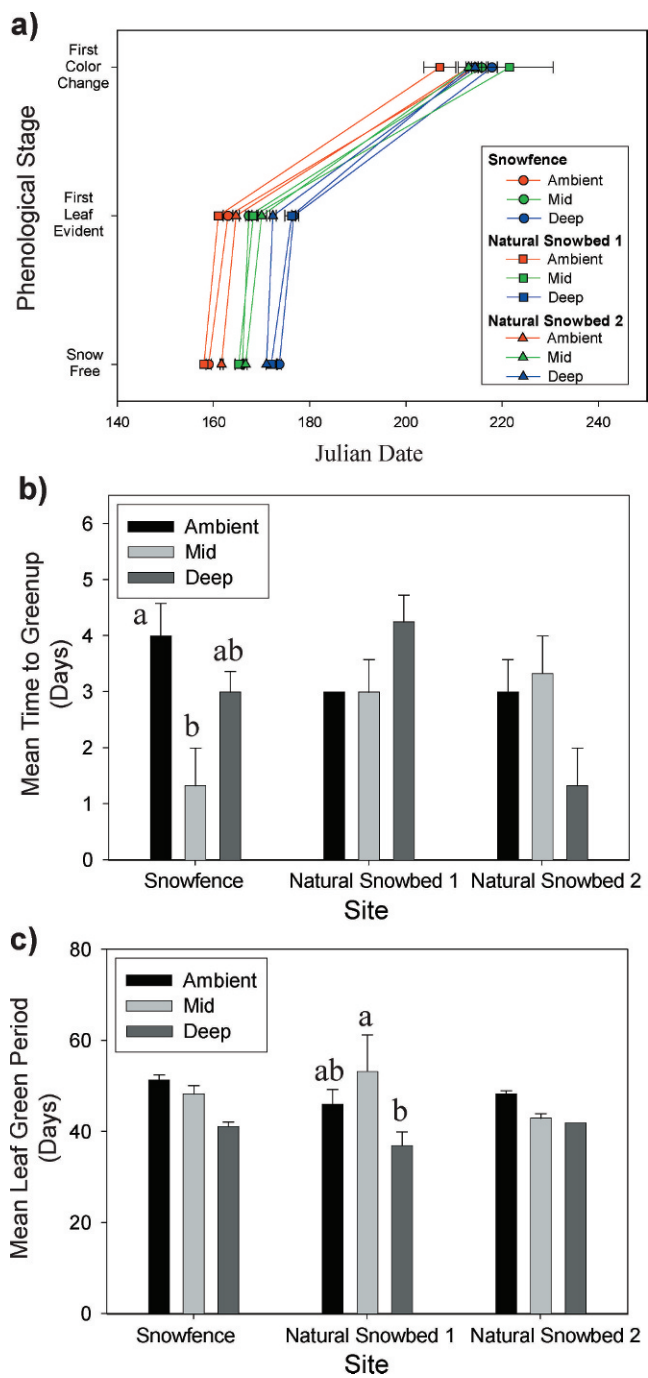 a)
First
Color
Change
First
Leaf
Evident
Snow
Free
Phenological Stage
Snowfence
Ambient
Mid
Deep
Natural Snowbed 1
Ambient
Mid
Deep
Natural Snowbed 2
Ambient
Mid
Deep
140 160 180 200 220 240
Julian Date
b)
Mean Time to Greenup
(Days)
6
5
4
3
2
1
0
Ambient
Mid
Deep
a
b
ab
Snowfence Natural Snowbed 1 Natural Snowbed 2
Site
c)
Mean Leaf Green Period
(Days)
80
60
40
20
0
Ambient
Mid
Deep
ab
a
b
Snowfence Natural Snowbed 1 Natural Snowbed 2
Site